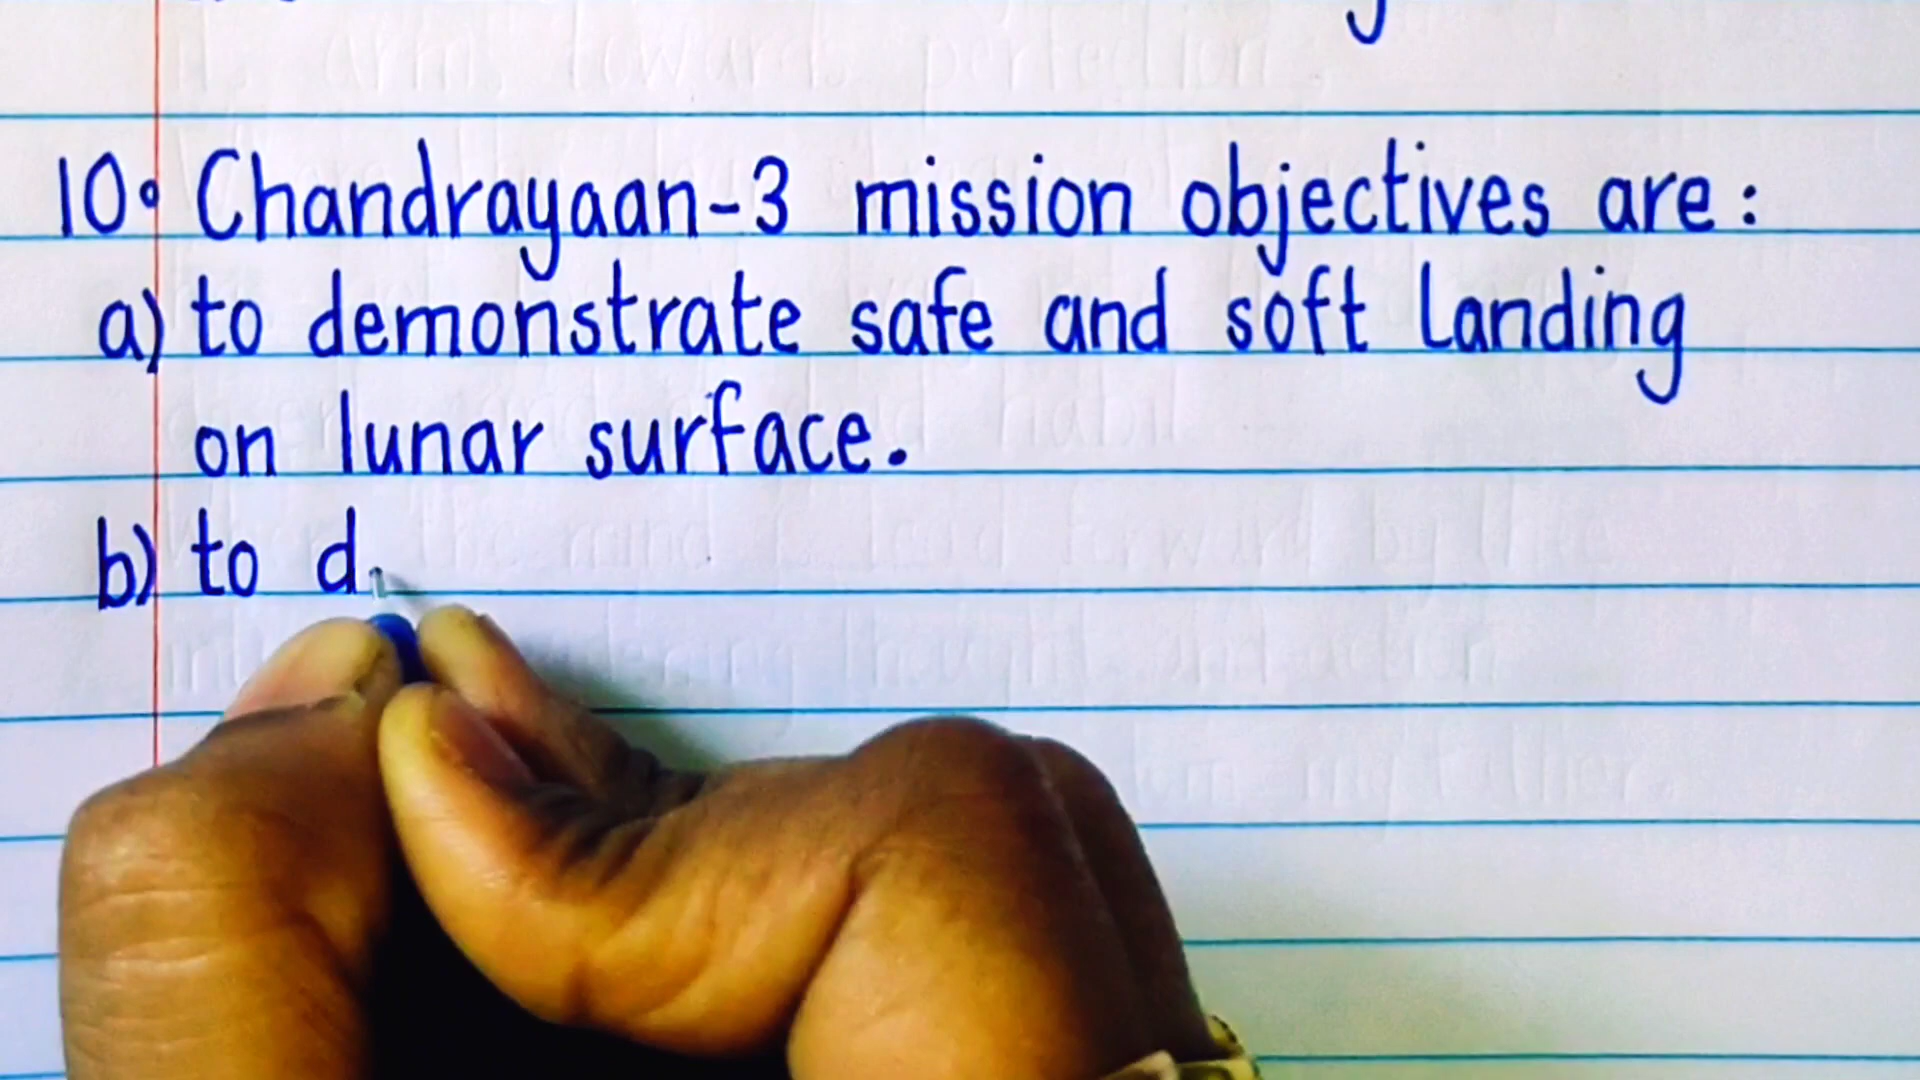 10. Chandrayaan-3 mission objectives are:
a) to demonstrate safe and soft landing
on lunar surface.
b) to d